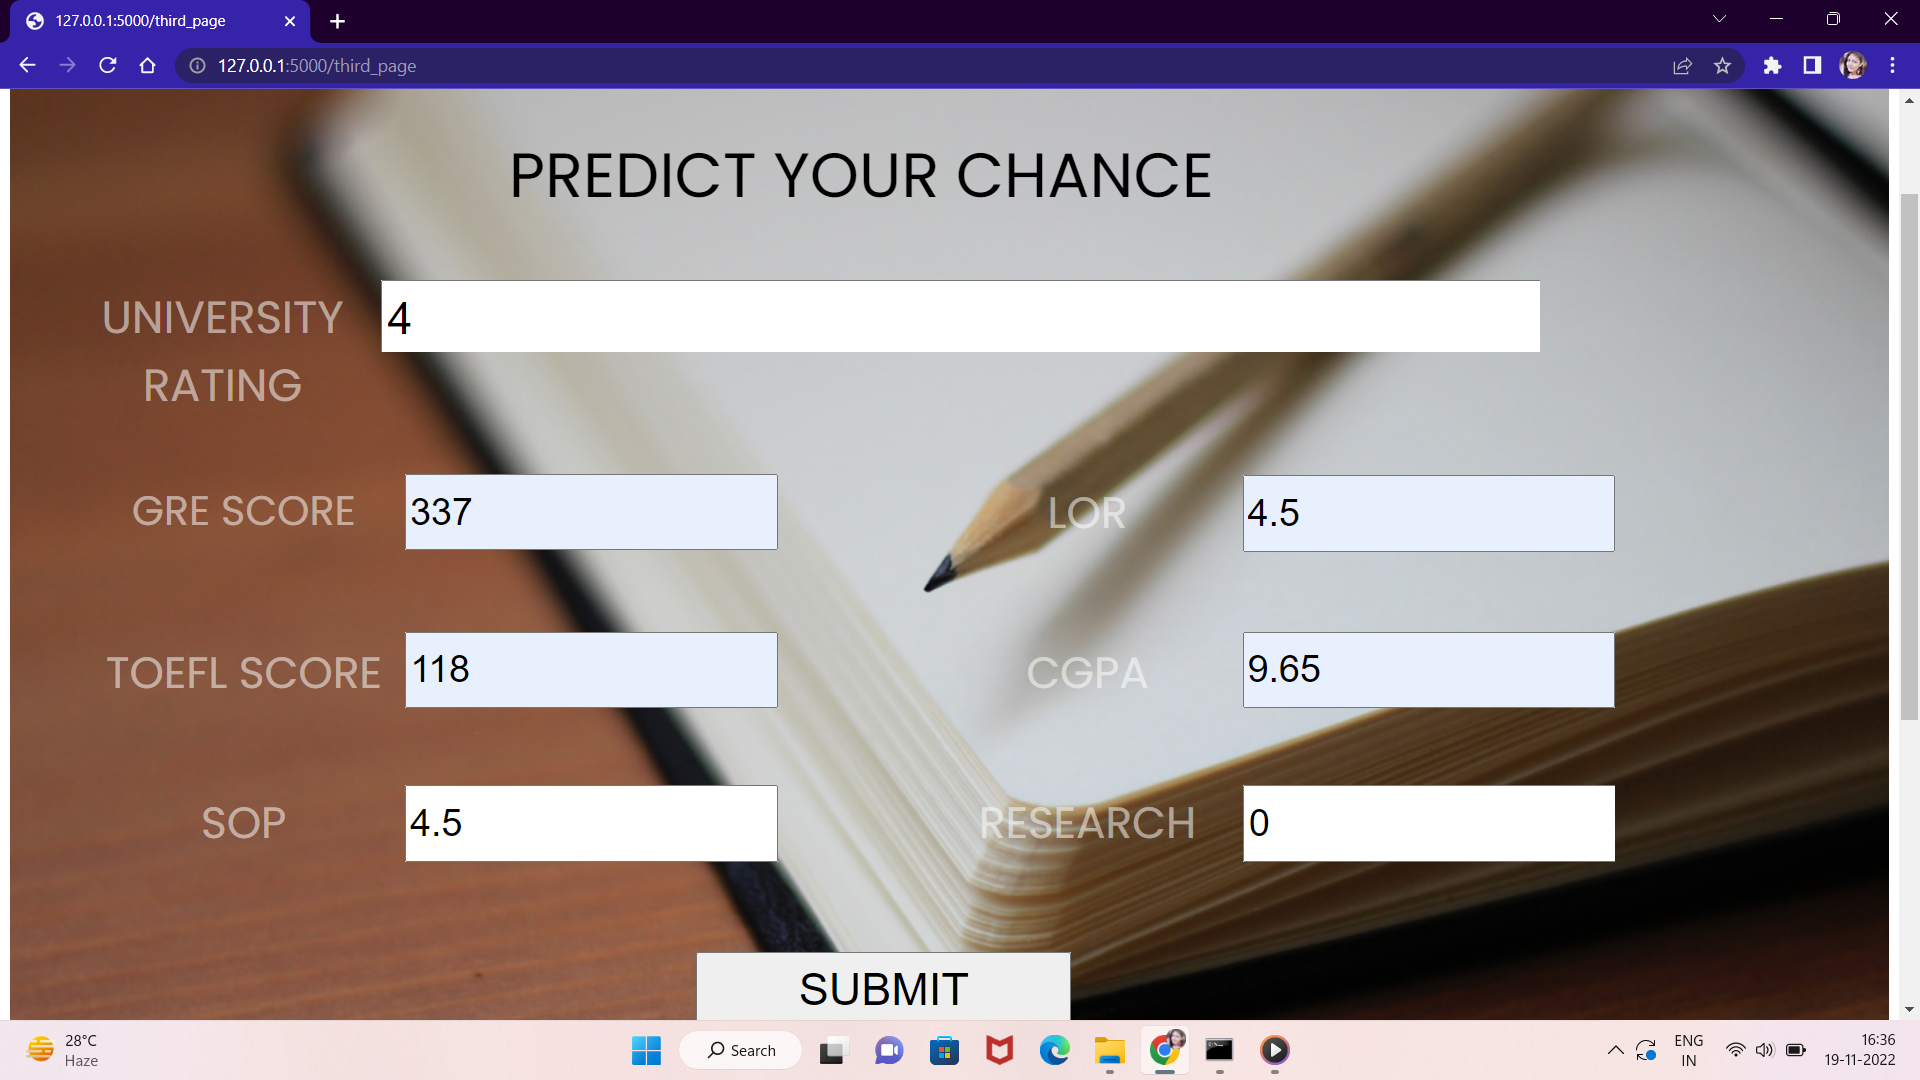 127.0.0.1:5000/third_page
127.0.0.1:5000/third_page
PREDICT YOUR CHANCE
UNIVERSITY
RATING
4
GRE SCORE
337
LOR
4.5
TOEFL SCORE
118
CGPA
9.65
SOP
4.5
RESEARCH
0
SUBMIT
28°C
Haze
Search
ENG
IN
16:36
19-11-2022